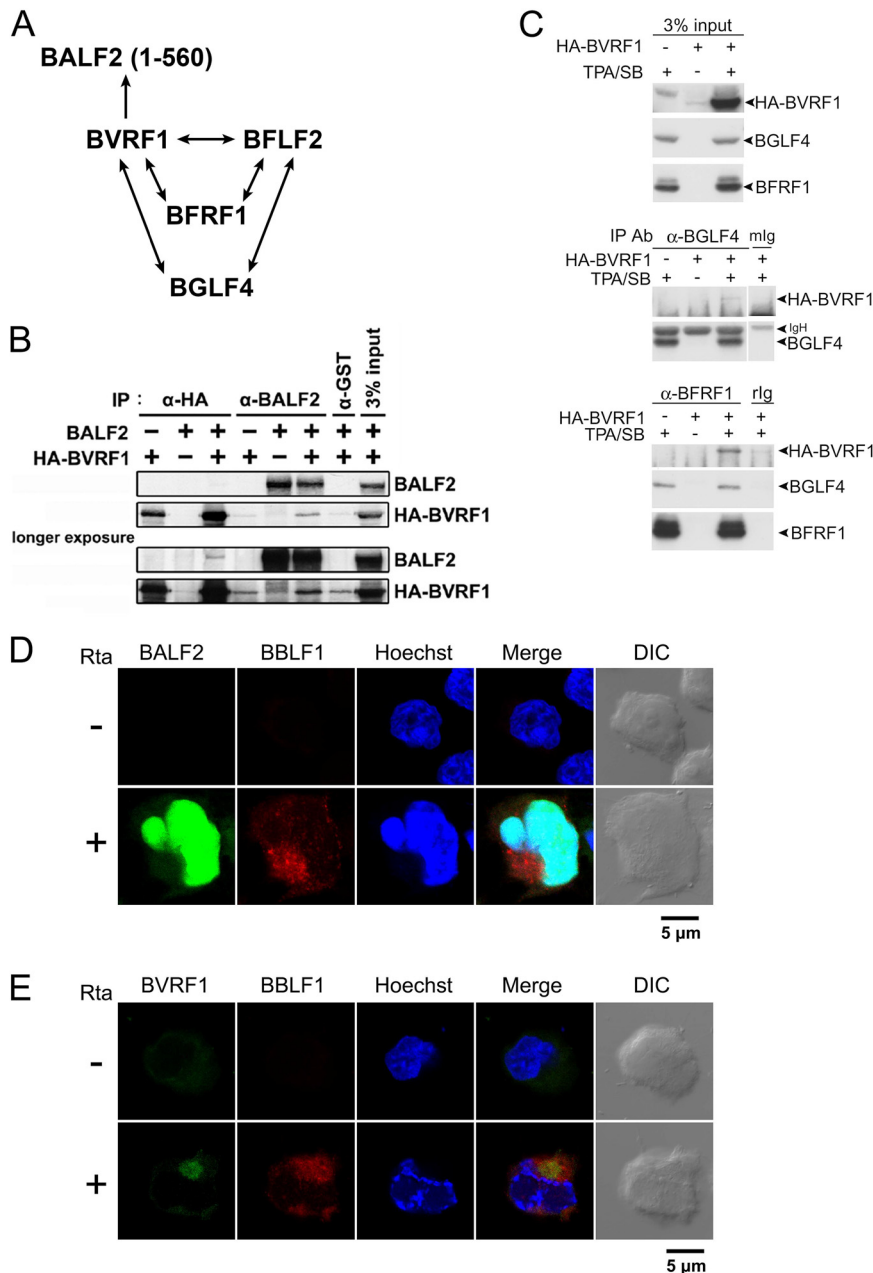 A
BALF2 (1-560)
BVRF1
BFLF2
BFRF1
BGLF4
B
IP : α-HA α-BALF2 α-GST 3% input
BALF2 – + + – + + + +
HA-BVRF1 + – + + – + + +
BALF2
HA-BVRF1
longer exposure
BALF2
HA-BVRF1
C
3% input
HA-BVRF1 - + +
TPA/SB + - +
HA-BVRF1
BGLF4
BFRF1
IP Ab α-BGLF4 mIg
HA-BVRF1 - + + +
TPA/SB + - + +
HA-BVRF1
IgH
BGLF4
α-BFRF1 rIg
HA-BVRF1 - + + +
TPA/SB + - + +
HA-BVRF1
BGLF4
BFRF1
D
Rta BALF2 BBLF1 Hoechst Merge DIC
-
+
5 µm
E
Rta BVRF1 BBLF1 Hoechst Merge DIC
-
+
5 µm